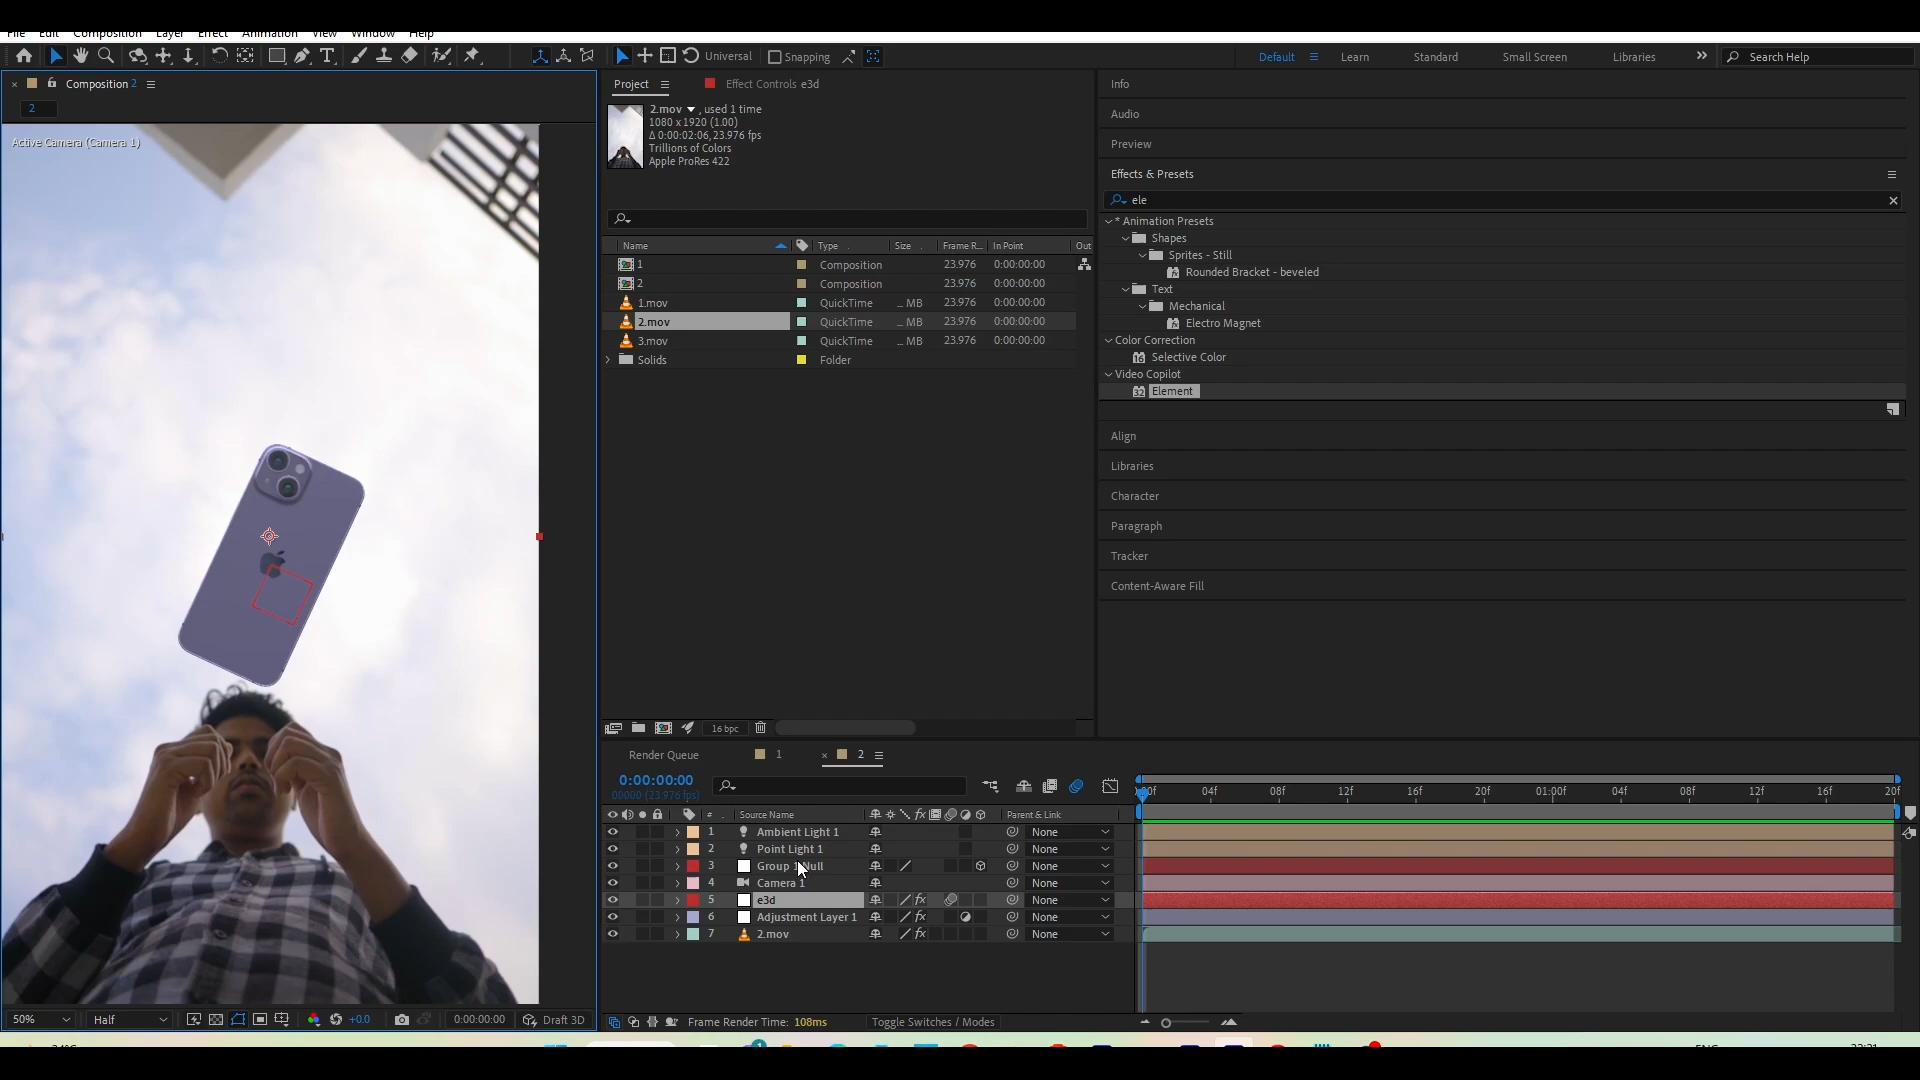 File Edit Composition Layer Effect Animation View Window Help
Universal Snapping Default Learn Standard Small Screen Libraries Search Help
Composition 2
2
Active Camera (Camera 1)
50% Half +0.0 0:00:00:00 Draft 3D
Project Effect Controls e3d
2.mov , used 1 time
1080 x 1920 (1.00)
Δ 0:00:02:06, 23.976 fps
Trillions of Colors
Apple ProRes 422
Name Type Size Frame R... In Point Out
1 Composition 23.976 0:00:00:00
2 Composition 23.976 0:00:00:00
1.mov QuickTime ... MB 23.976 0:00:00:00
2.mov QuickTime ... MB 23.976 0:00:00:00
3.mov QuickTime ... MB 23.976 0:00:00:00
Solids Folder
16 bpc
Info
Audio
Preview
Effects & Presets
ele
* Animation Presets
Shapes
Sprites - Still
Rounded Bracket - beveled
Text
Mechanical
Electro Magnet
Color Correction
Selective Color
Video Copilot
Element
Align
Libraries
Character
Paragraph
Tracker
Content-Aware Fill
Render Queue 1 2
0:00:00:00
00000 (23.976 fps)
:00f 04f 08f 12f 16f 20f 01:00f 04f 08f 12f 16f 20f
# Source Name Parent & Link
1 Ambient Light 1 None
2 Point Light 1 None
3 Group 1 Null None
4 Camera 1 None
5 e3d None
6 Adjustment Layer 1 None
7 2.mov None
Frame Render Time: 108ms Toggle Switches / Modes